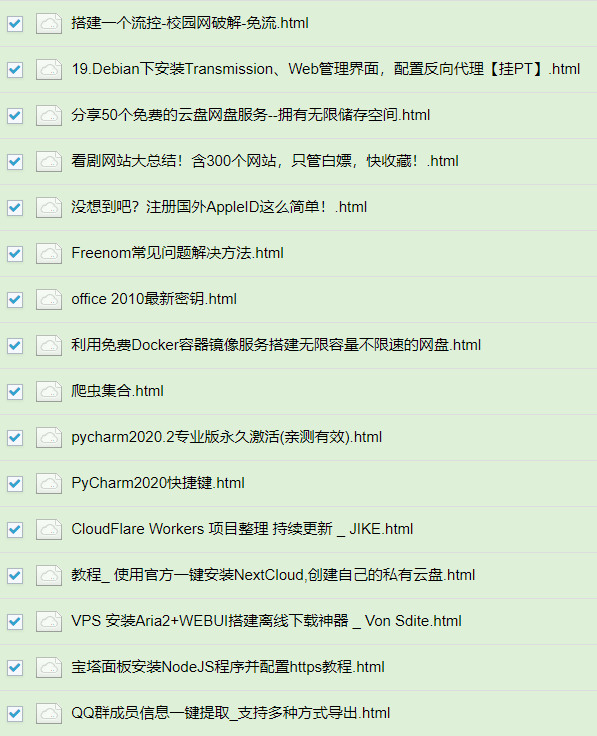 搭建一个流控-校园网破解-免流.html
19.Debian下安装Transmission、Web管理界面，配置反向代理【挂PT】.html
分享50个免费的云盘网盘服务--拥有无限储存空间.html
看剧网站大总结！含300个网站，只管白嫖，快收藏！.html
没想到吧？注册国外AppleID这么简单！.html
Freenom常见问题解决方法.html
office 2010最新密钥.html
利用免费Docker容器镜像服务搭建无限容量不限速的网盘.html
爬虫集合.html
pycharm2020.2专业版永久激活(亲测有效).html
PyCharm2020快捷键.html
CloudFlare Workers 项目整理 持续更新 _ JIKE.html
教程_ 使用官方一键安装NextCloud,创建自己的私有云盘.html
VPS 安装Aria2+WEBUI搭建离线下载神器 _ Von Sdite.html
宝塔面板安装NodeJS程序并配置https教程.html
QQ群成员信息一键提取_支持多种方式导出.html